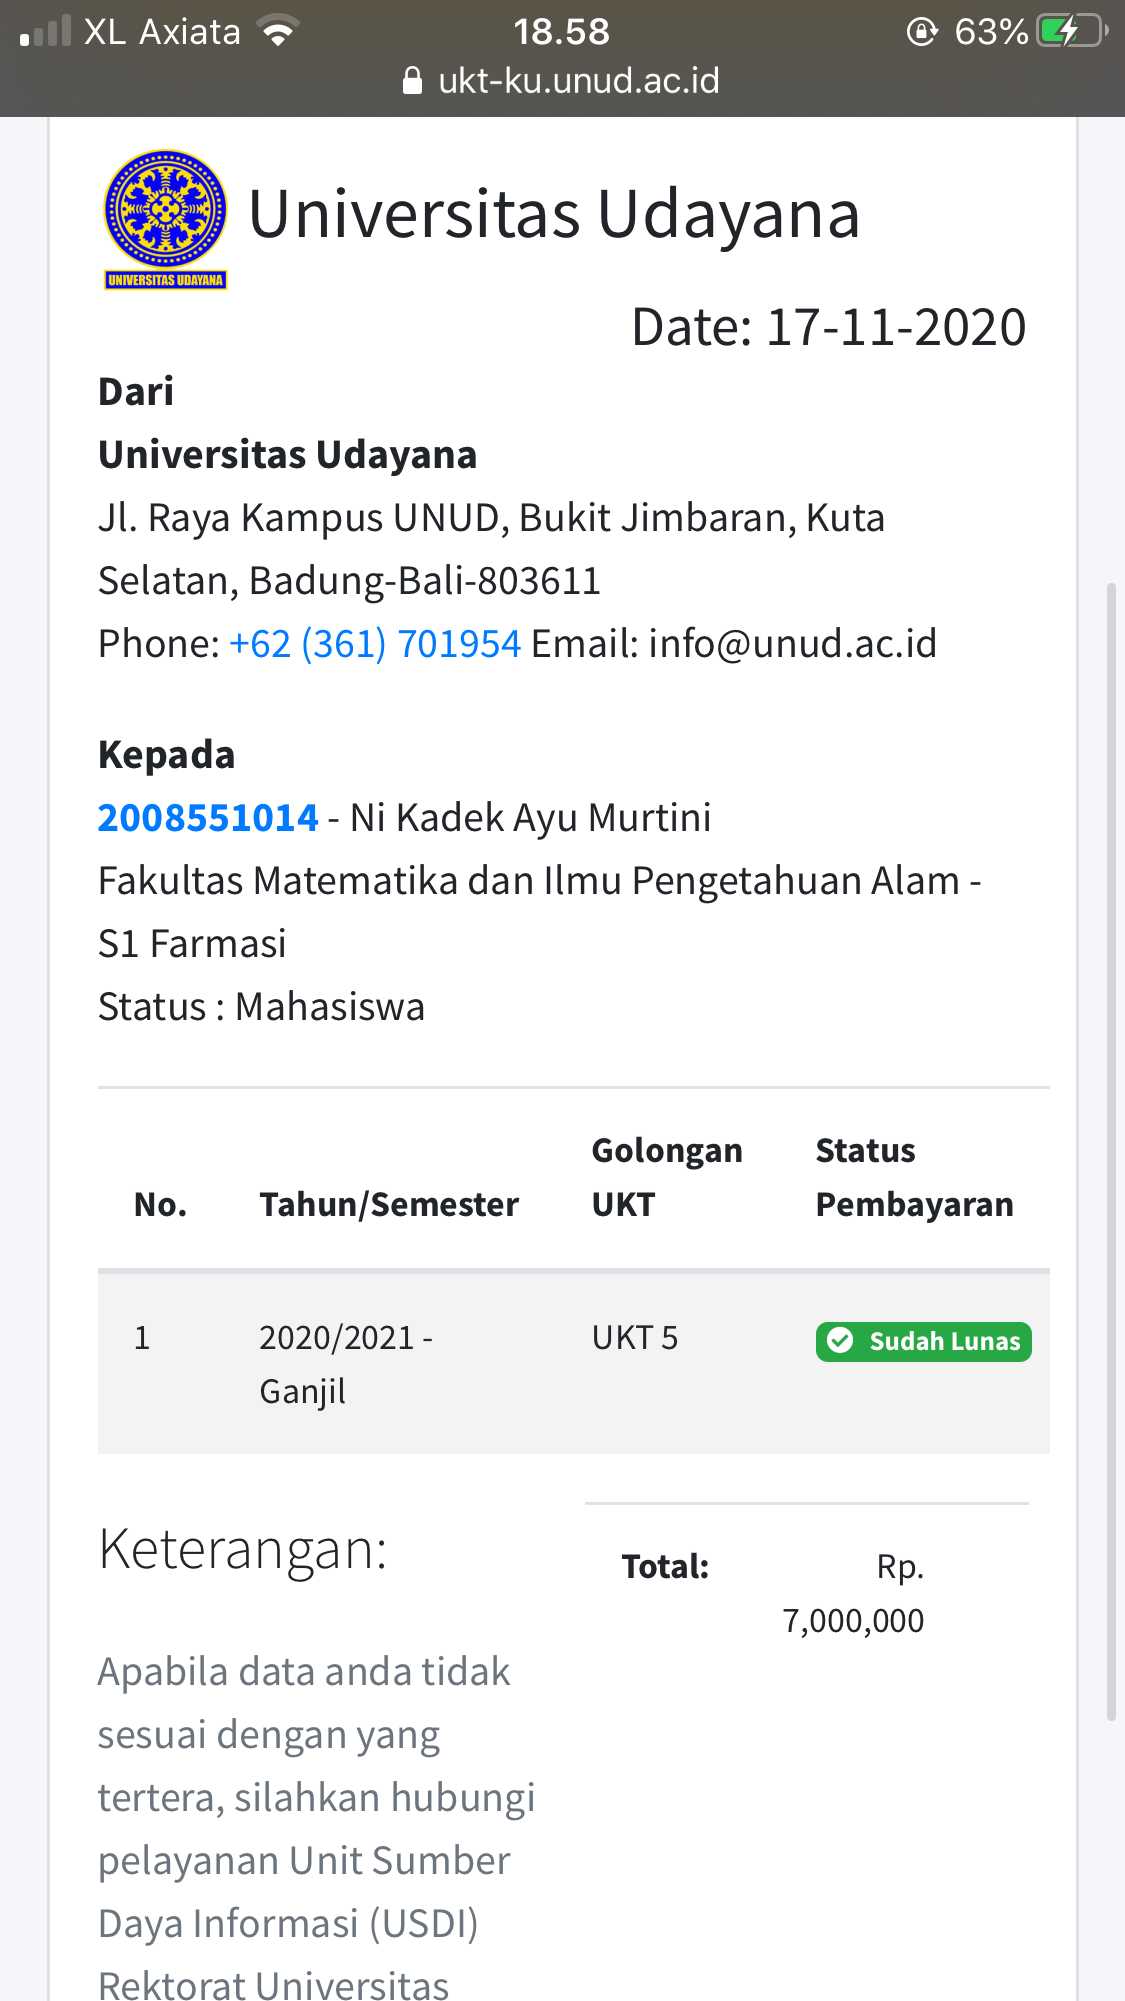 XL Axiata 18.58 63%
ukt-ku.unud.ac.id
UNIVERSITAS UDAYANA
Universitas Udayana
Date: 17-11-2020
Dari
Universitas Udayana
Jl. Raya Kampus UNUD, Bukit Jimbaran, Kuta
Selatan, Badung-Bali-803611
Phone: +62 (361) 701954 Email: info@unud.ac.id
Kepada
2008551014 - Ni Kadek Ayu Murtini
Fakultas Matematika dan Ilmu Pengetahuan Alam -
S1 Farmasi
Status : Mahasiswa
Golongan Status
No. Tahun/Semester UKT Pembayaran
1 2020/2021 - UKT 5 Sudah Lunas
Ganjil
Keterangan:
Total: Rp.
7,000,000
Apabila data anda tidak
sesuai dengan yang
tertera, silahkan hubungi
pelayanan Unit Sumber
Daya Informasi (USDI)
Rektorat Universitas